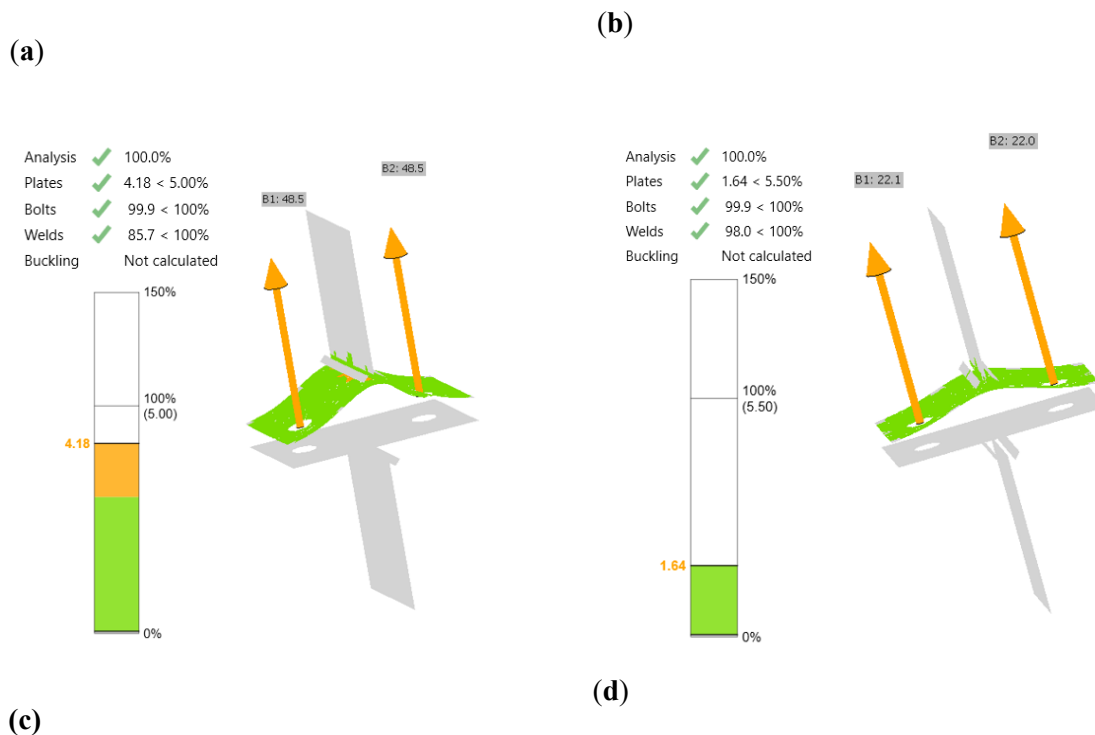 (a)
(b)
Analysis ✔ 100.0%
Plates ✔ 4.18 < 5.00%
Bolts ✔ 99.9 < 100%
Welds ✔ 85.7 < 100%
Buckling Not calculated
B2: 48.5
B1: 48.5
150%
100%
(5.00)
4.18
0%
Analysis ✔ 100.0%
Plates ✔ 1.64 < 5.50%
Bolts ✔ 99.9 < 100%
Welds ✔ 98.0 < 100%
Buckling Not calculated
B2: 22.0
B1: 22.1
150%
100%
(5.50)
1.64
0%
(c)
(d)